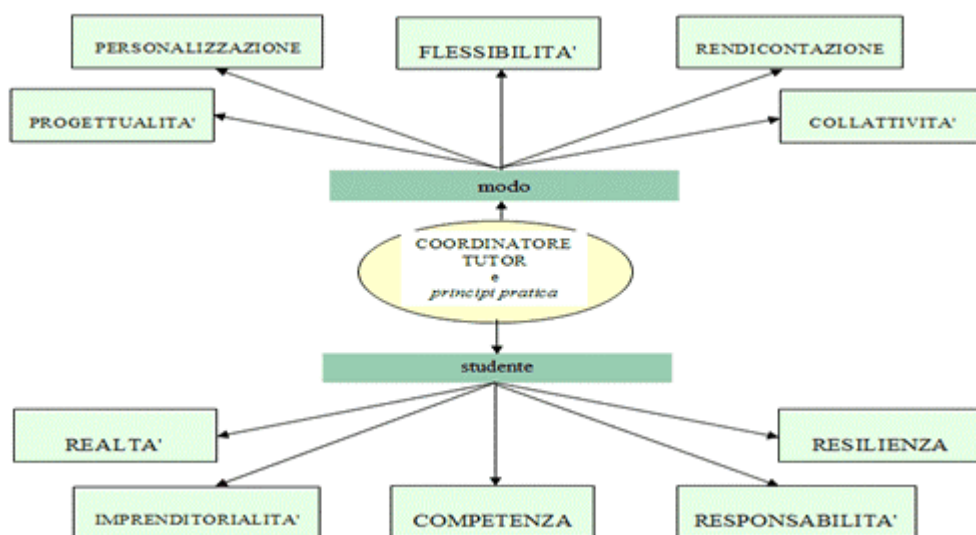 PERSONALIZZAZIONE
FLESSIBILITA'
RENDICONTAZIONE
PROGETTUALITA'
COLLATTIVITA'
modo
COORDINATORE
TUTOR
e
principi pratica
studente
REALTA'
RESILIENZA
IMPRENDITORIALITA'
COMPETENZA
RESPONSABILITA'